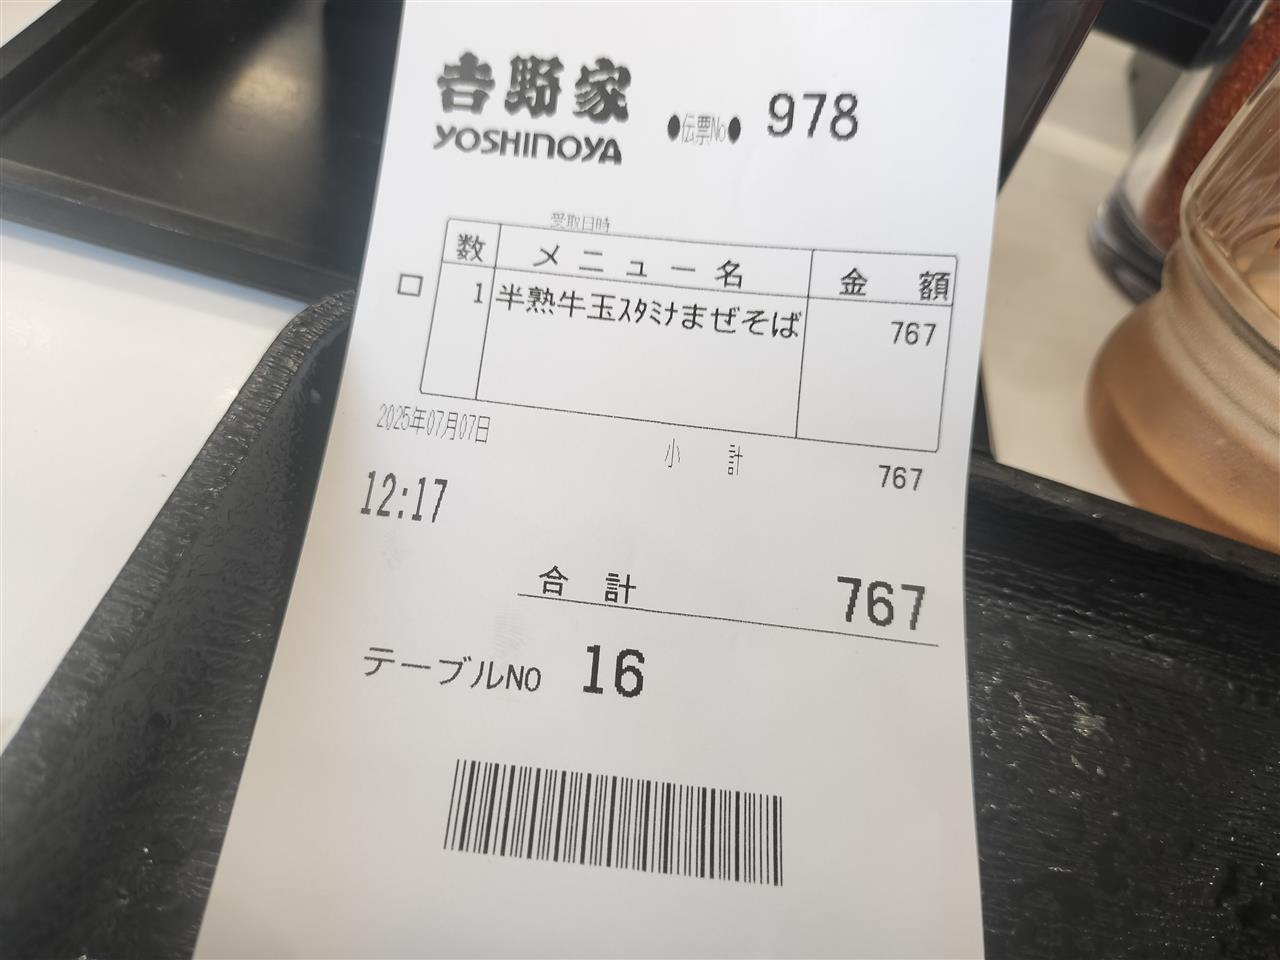 吉野家
YOSHINOYA
●伝票No● 978
受取日時
数 メニュー名 金額
□ 1 半熟牛玉ｽﾀﾐﾅまぜそば 767
2025年07月07日
小計 767
12:17
合計 767
テーブルNO 16